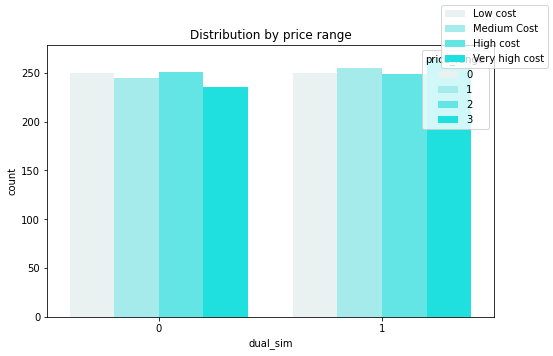 Distribution by price range
Low cost
Medium Cost
High cost
Very high cost
0
1
2
3
count
250
200
150
100
50
0
0
1
dual_sim